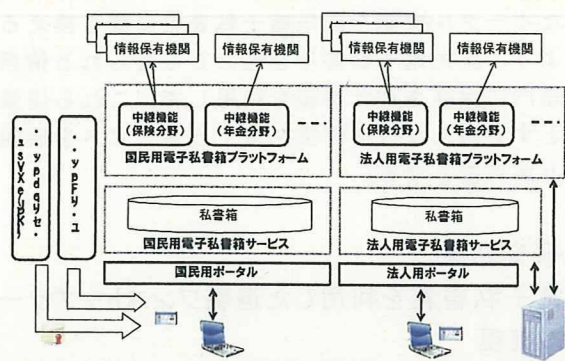 情報保有機関
情報保有機関
情報保有機関
情報保有機関
中継機能
(保険分野)
中継機能
(年金分野)
中継機能
(保険分野)
中継機能
(年金分野)
国民用電子私書箱プラットフォーム
法人用電子私書箱プラットフォーム
私書箱
私書箱
国民用電子私書箱サービス
法人用電子私書箱サービス
国民用ポータル
法人用ポータル